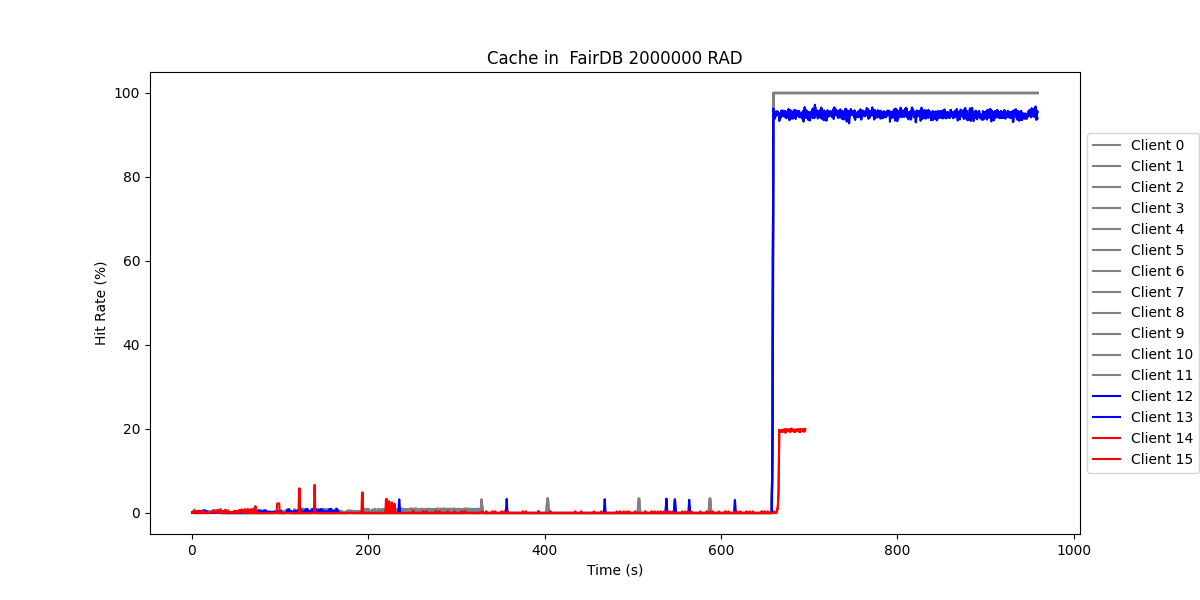 Cache in  FairDB 2000000 RAD
Hit Rate (%)
100
80
60
40
20
0
0
200
400
600
800
1000
Time (s)
Client 0
Client 1
Client 2
Client 3
Client 4
Client 5
Client 6
Client 7
Client 8
Client 9
Client 10
Client 11
Client 12
Client 13
Client 14
Client 15